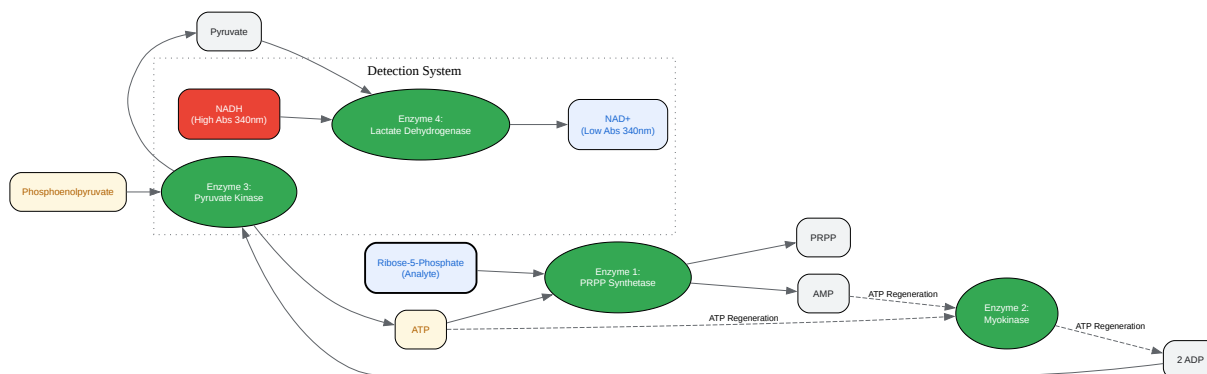 Pyruvate
Detection System
NADH
(High Abs 340nm)
Enzyme 4:
Lactate Dehydrogenase
NAD+
(Low Abs 340nm)
Phosphoenolpyruvate
Enzyme 3:
Pyruvate Kinase
Ribose-5-Phosphate
(Analyte)
Enzyme 1:
PRPP Synthetase
PRPP
AMP
ATP Regeneration
Enzyme 2:
Myokinase
ATP
ATP Regeneration
ATP Regeneration
2 ADP